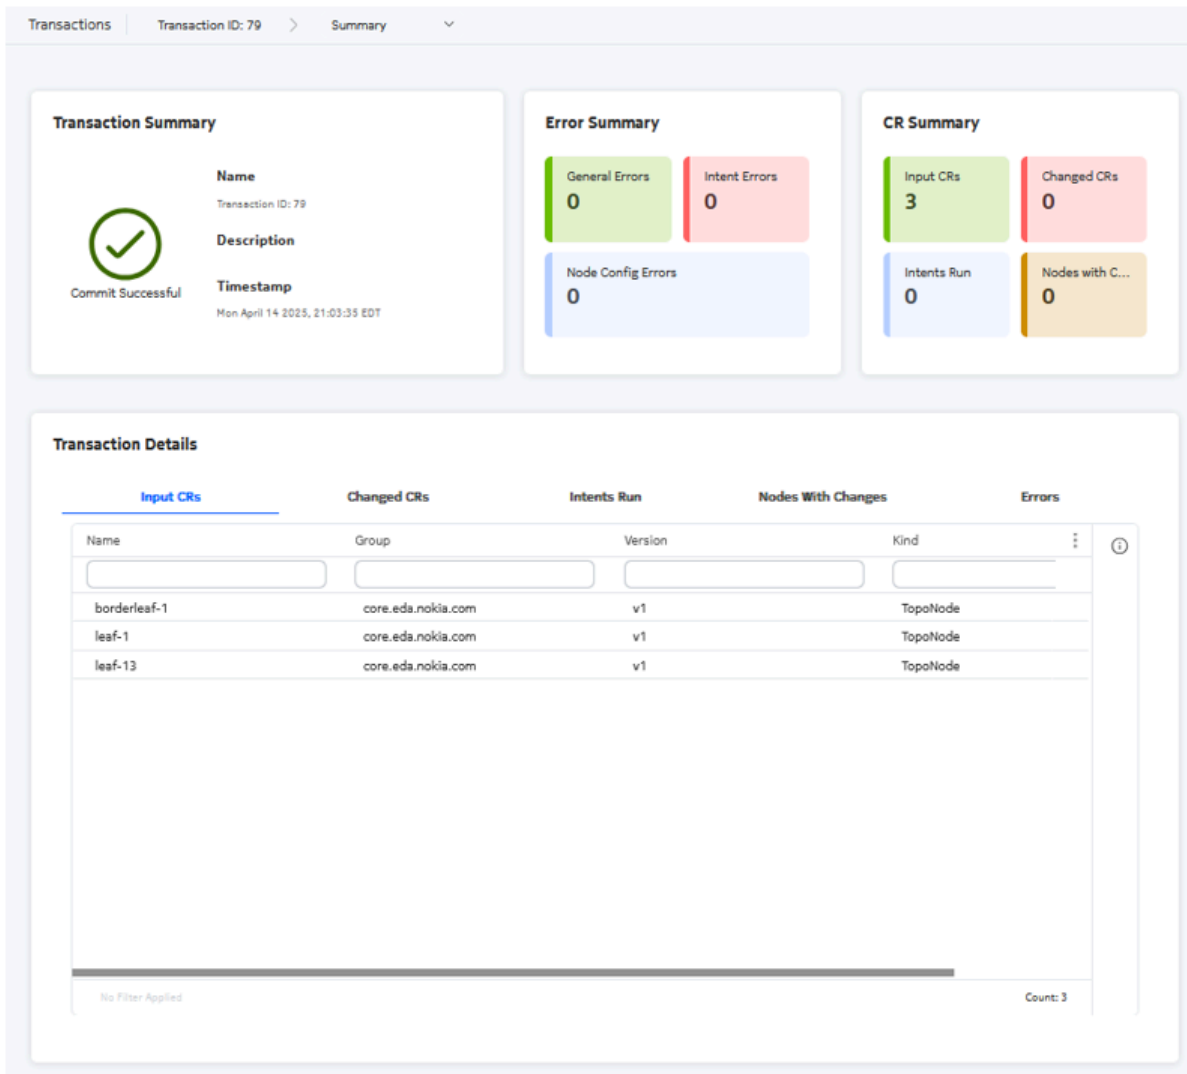 Transactions
Transaction ID: 79
Summary
Transaction Summary
Name
Transaction ID: 79
Description
Timestamp
Mon April 14 2025, 21:03:35 EDT
Commit Successful
Error Summary
General Errors
0
Intent Errors
0
Node Config Errors
0
CR Summary
Input CRs
3
Changed CRs
0
Intents Run
0
Nodes with C...
0
Transaction Details
Input CRs Changed CRs Intents Run Nodes With Changes Errors
Name Group Version Kind
borderleaf-1 core.eda.nokia.com v1 TopoNode
leaf-1 core.eda.nokia.com v1 TopoNode
leaf-13 core.eda.nokia.com v1 TopoNode
No Filter Applied
Count: 3